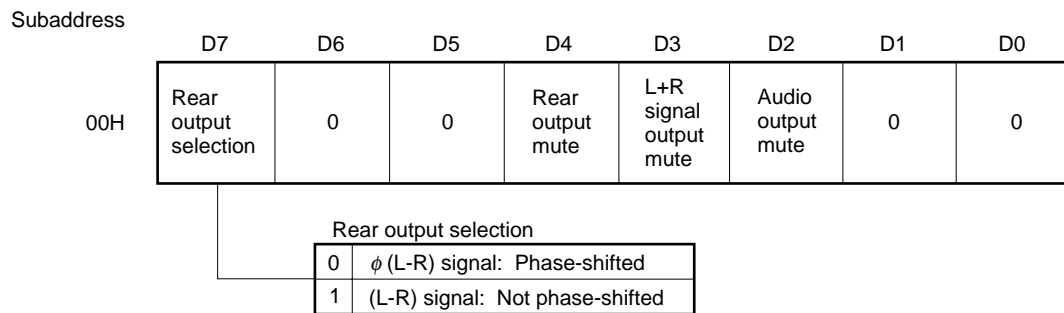 Subaddress
D7 D6 D5 D4 D3 D2 D1 D0
00H
Rear
output
selection
0
0
Rear
output
mute
L+R
signal
output
mute
Audio
output
mute
0
0
Rear output selection
0 ϕ (L-R) signal: Phase-shifted
1 (L-R) signal: Not phase-shifted